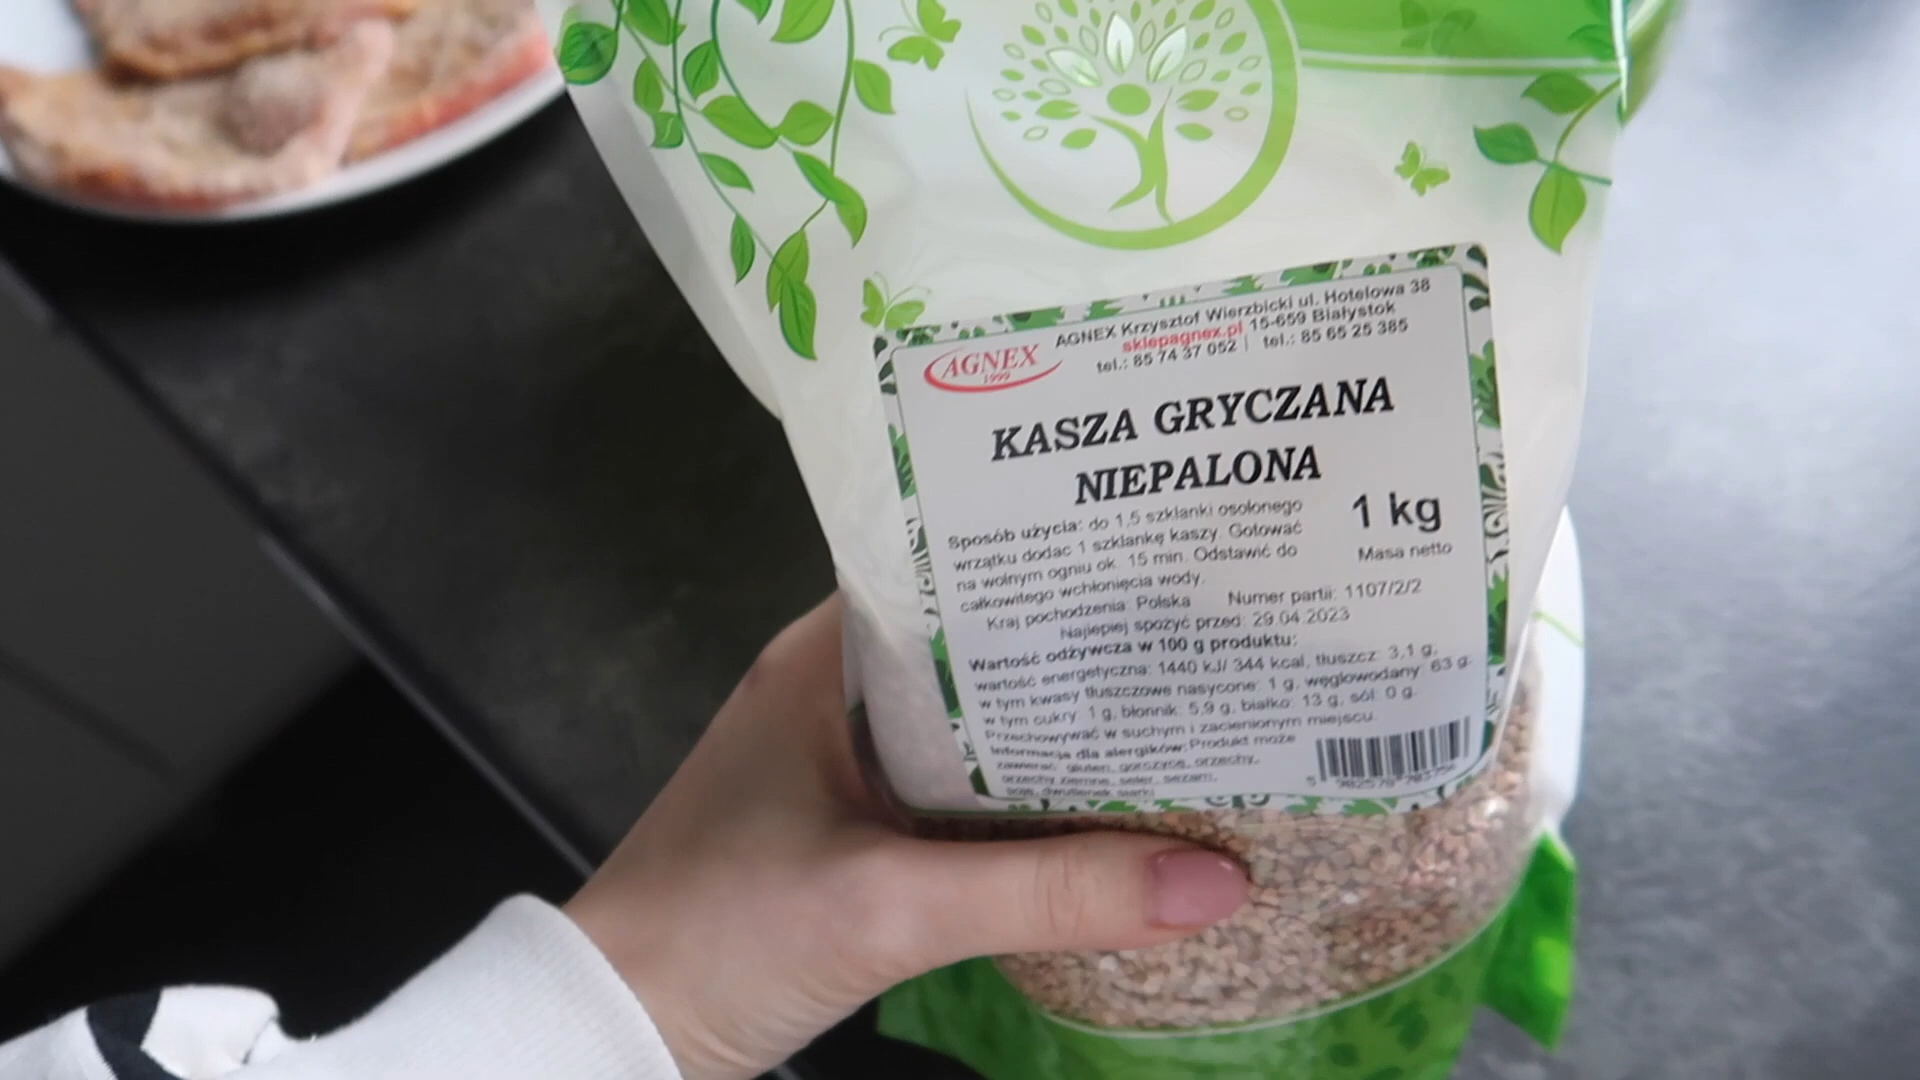 AGNEX
1999
AGNEX Krzysztof Wierzbicki ul. Hotelowa 38
sklepagnex.pl 15-659 Białystok
tel.: 85 74 37 052 | tel.: 85 65 25 385
KASZA GRYCZANA
NIEPALONA
Sposób użycia: do 1,5 szklanki osolonego
wrzątku dodac 1 szklankę kaszy. Gotować
na wolnym ogniu ok. 15 min. Odstawić do
całkowitego wchłonięcia wody.
1 kg
Masa netto
Kraj pochodzenia: Polska Numer partii: 1107/2/2
Najlepiej spożyć przed: 29.04.2023
Wartość odżywcza w 100 g produktu:
wartość energetyczna: 1440 kJ/ 344 kcal, tłuszcz: 3,1 g,
w tym kwasy tłuszczowe nasycone: 1 g, węglowodany: 63 g
w tym cukry: 1 g, błonnik: 5,9 g, białko: 13 g, sól: 0 g.
Przechowywać w suchym i zacienionym miejscu.
Informacja dla alergików: Produkt może
zawierać: gluten, gorczycę, orzechy,
orzechy ziemne, seler, sezam,
soję, dwutlenek siarki